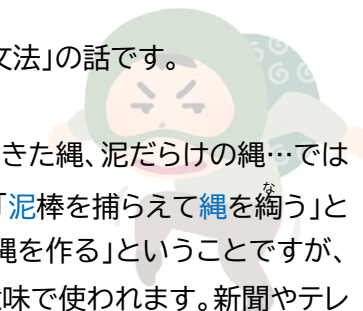 文法」の話です。
きた縄、泥だらけの縄…では
「泥棒を捕らえて縄を綯(な)う」と
縄を作る」ということですが、
意味で使われます。新聞やテレ